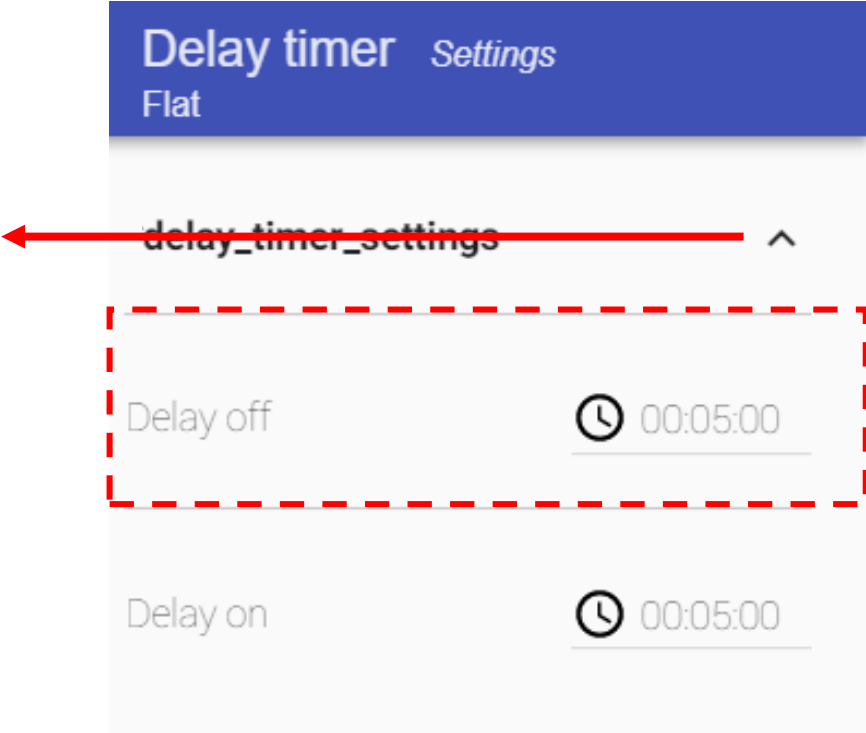 Delay timer Settings
Flat
delay_timer_settings
Delay off 00:05:00
Delay on 00:05:00